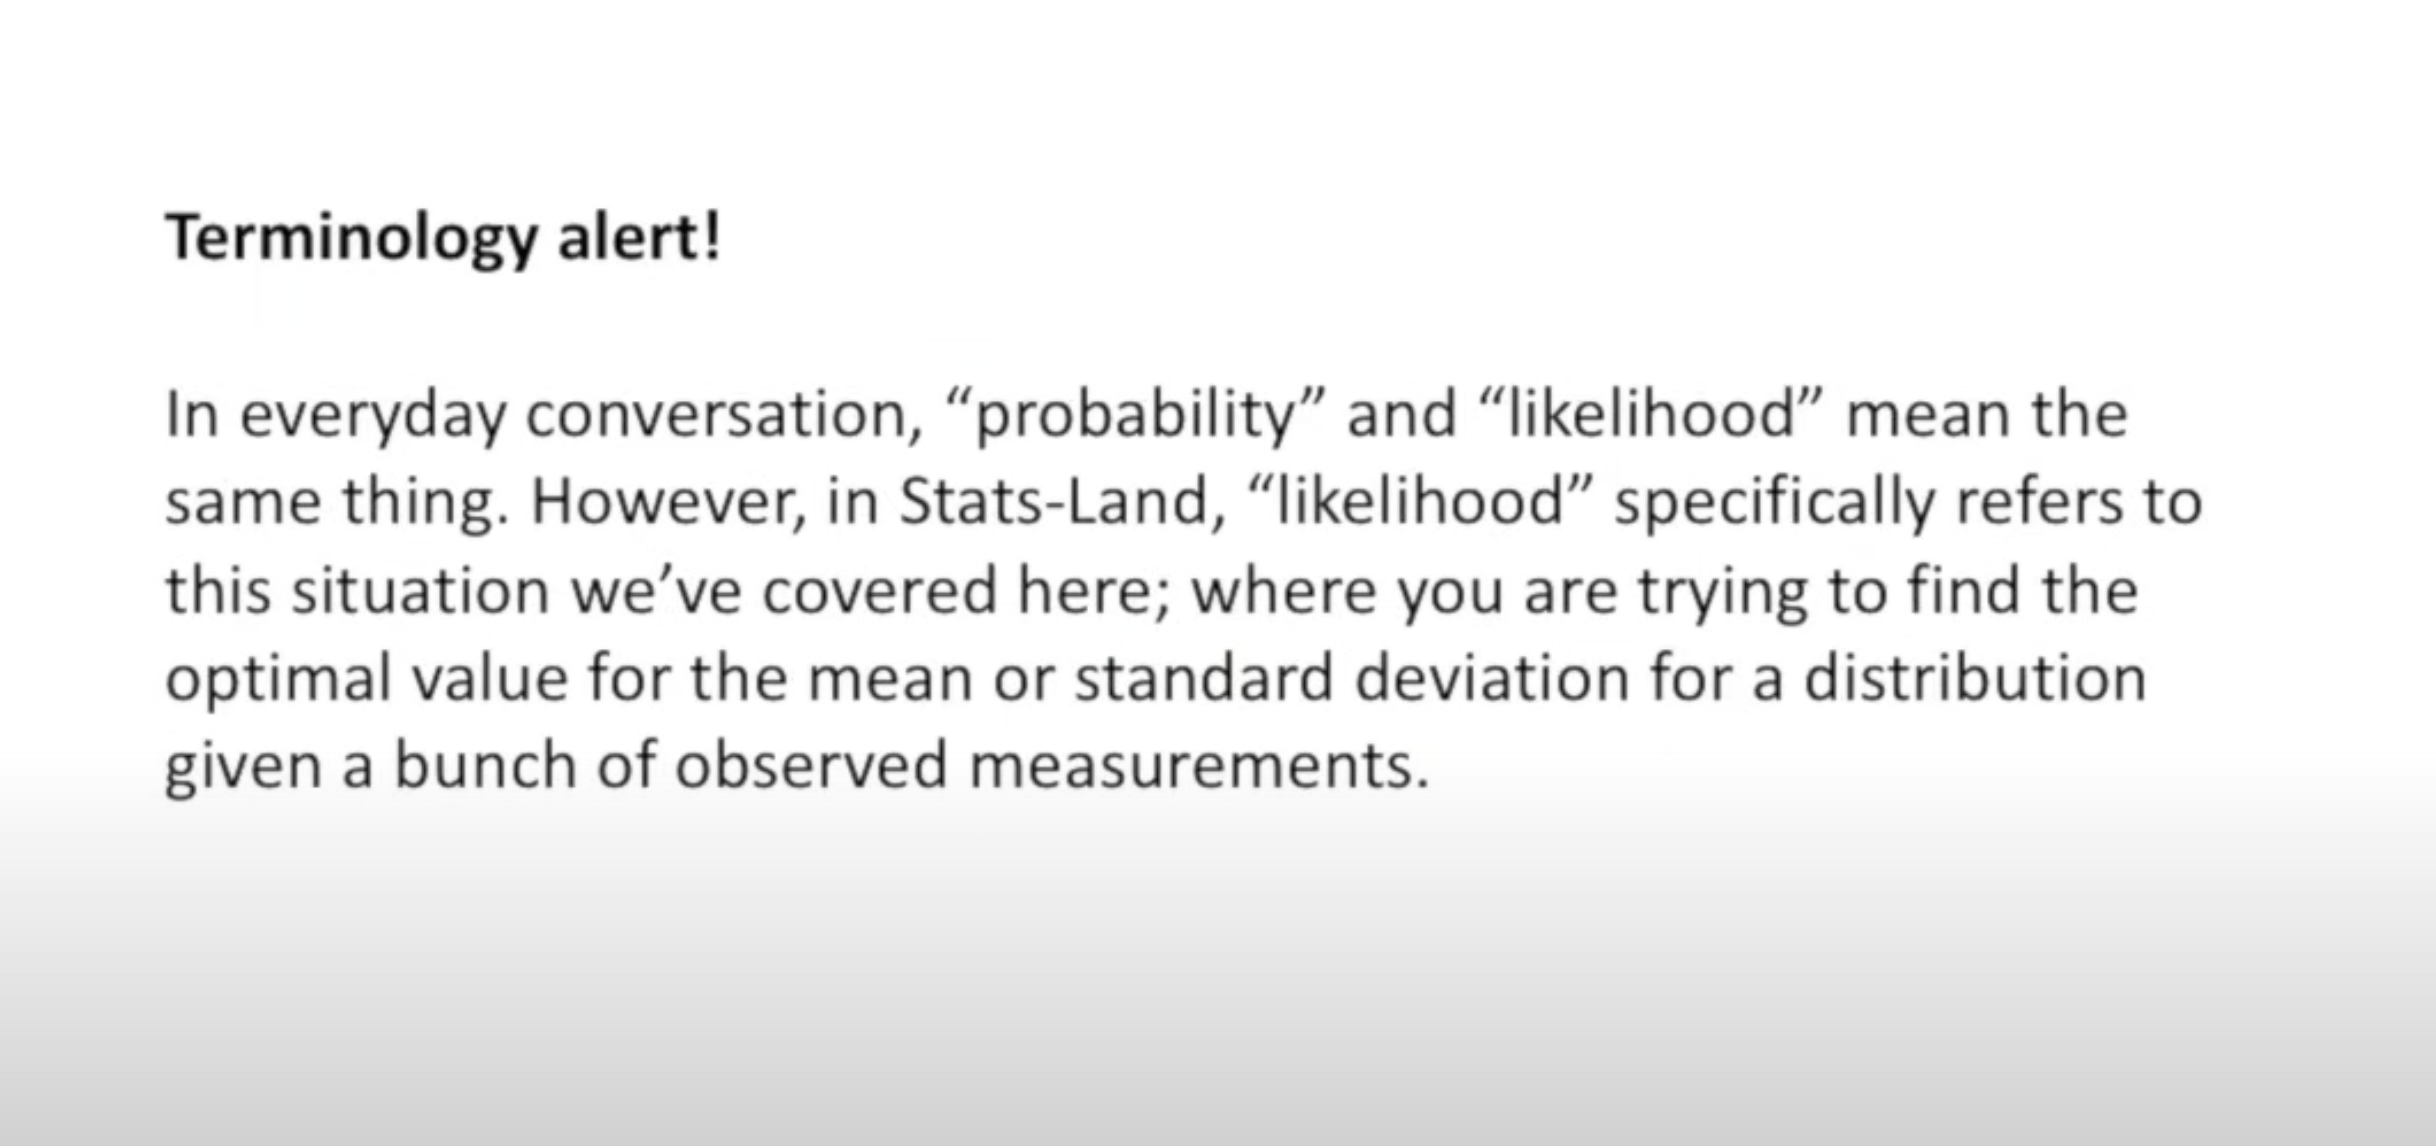 Terminology alert!
In everyday conversation, “probability” and “likelihood” mean the
same thing. However, in Stats-Land, “likelihood” specifically refers to
this situation we’ve covered here; where you are trying to find the
optimal value for the mean or standard deviation for a distribution
given a bunch of observed measurements.